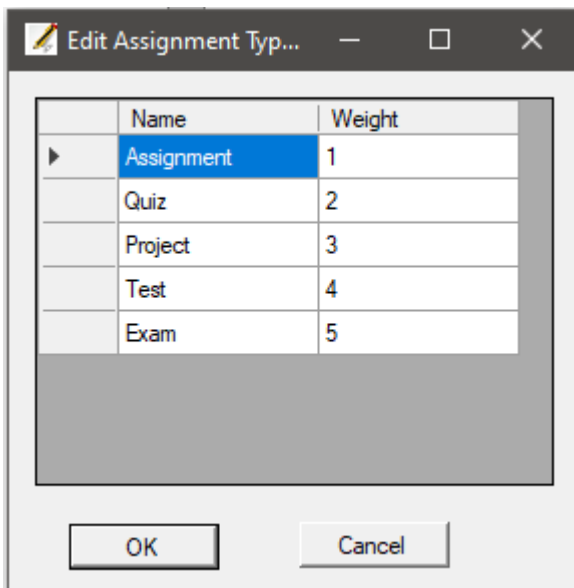 Edit Assignment Typ...
Name Weight
Assignment 1
Quiz 2
Project 3
Test 4
Exam 5
OK Cancel